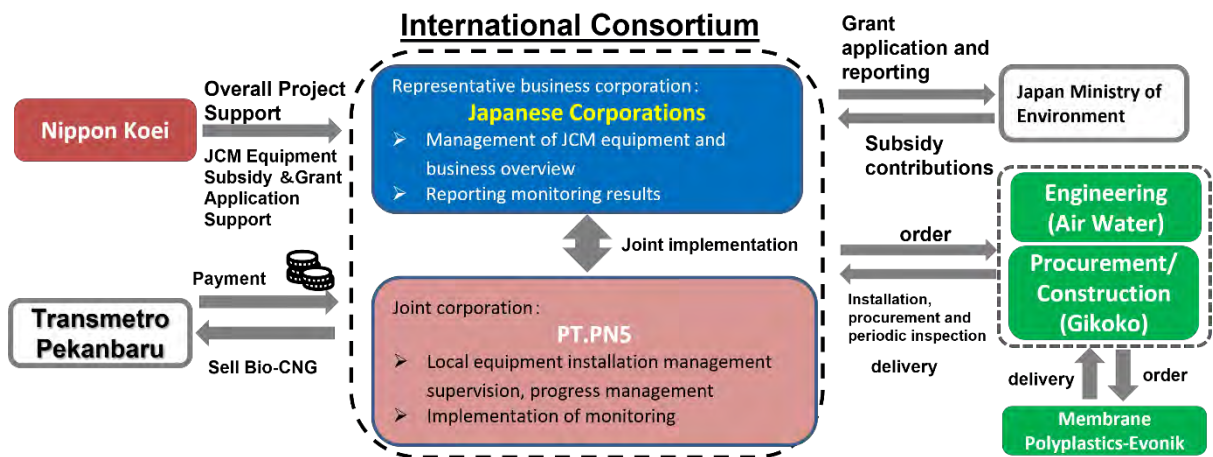 International Consortium
Nippon Koei
Overall Project
Support
JCM Equipment
Subsidy &Grant
Application
Support
Payment
Transmetro
Pekanbaru
Sell Bio-CNG
Representative business corporation :
Japanese Corporations
➢ Management of JCM equipment and
business overview
➢ Reporting monitoring results
Joint implementation
Joint corporation :
PT.PN5
➢ Local equipment installation management
supervision, progress management
➢ Implementation of monitoring
Grant
application and
reporting
Japan Ministry of
Environment
Subsidy
contributions
order
Installation,
procurement and
periodic inspection
delivery
Engineering
(Air Water)
Procurement/
Construction
(Gikoko)
delivery
order
Membrane
Polyplastics-Evonik